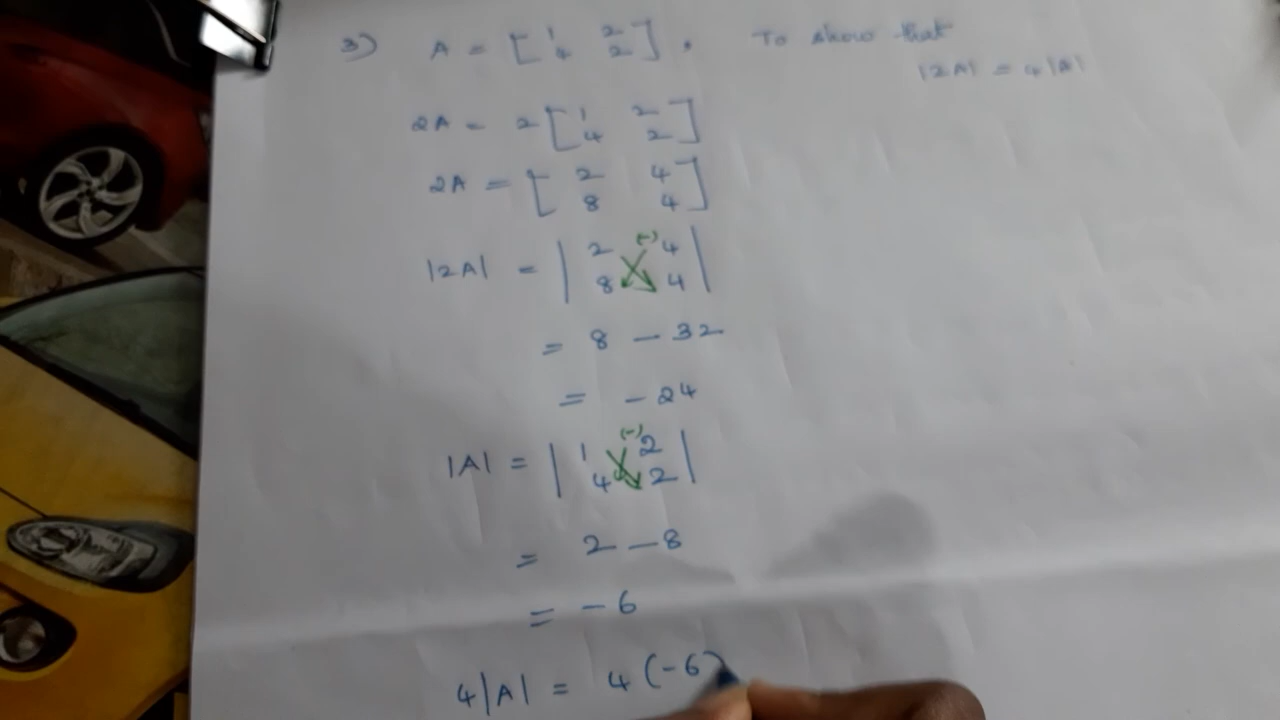 3) A = [ 1 2 4 2 ] . To show that
|2A| = 4|A|
2A = 2 [ 1 2 4 2 ]
2A = [ 2 4 8 4 ]
|2A| = | 2 (-) 4 8 4 |
= 8 - 32
= - 24
|A| = | 1 (-) 2 4 2 |
= 2 - 8
= - 6
4|A| = 4 (-6)